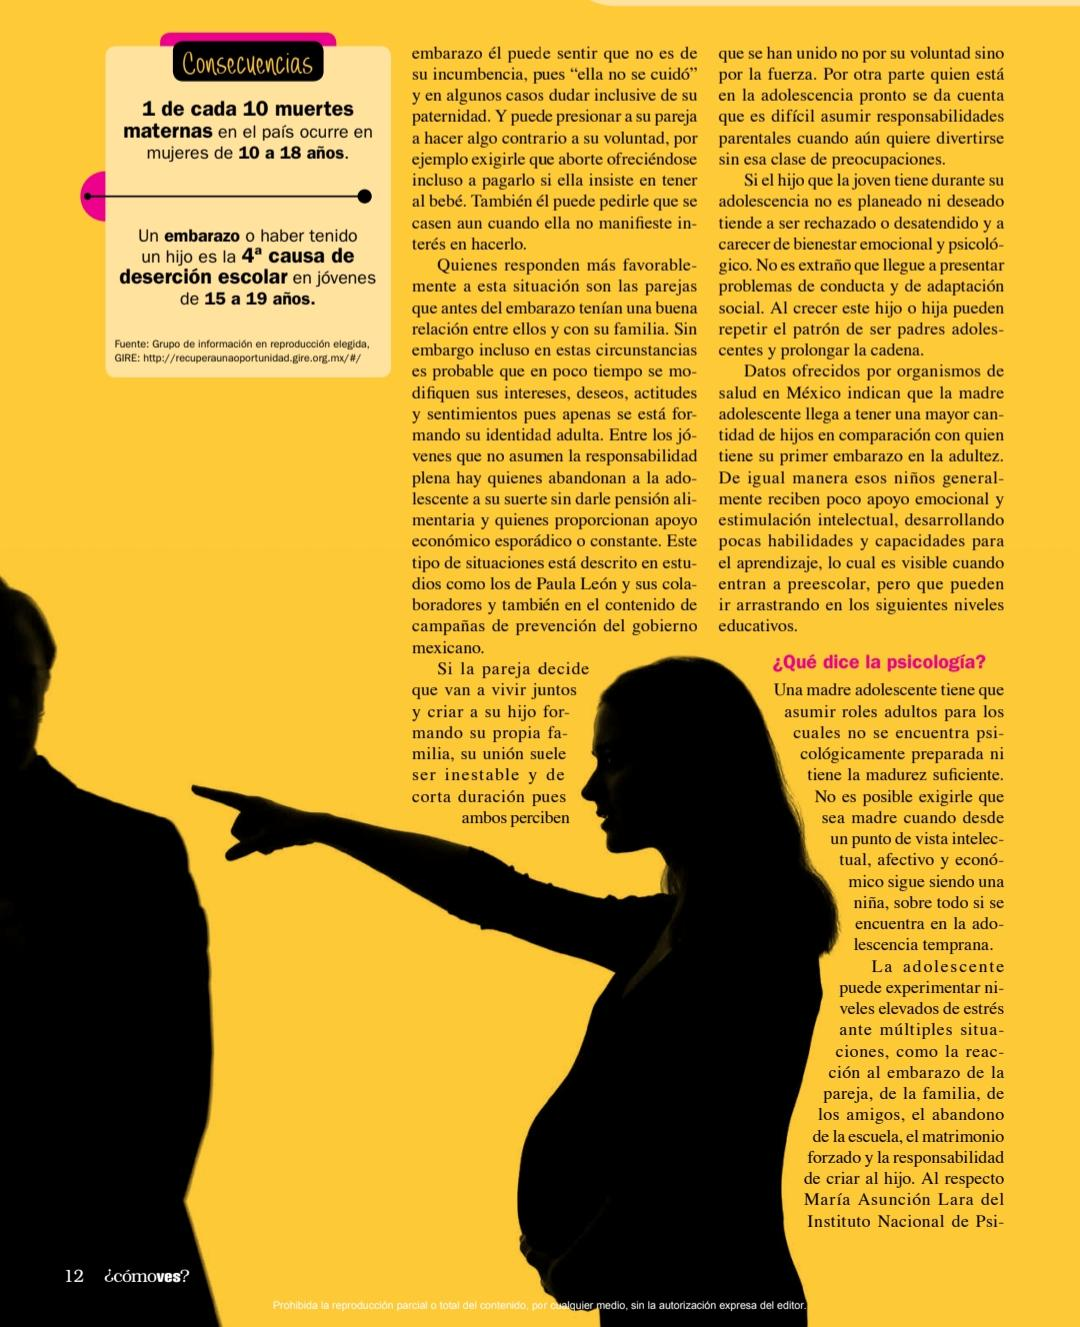 Consecuencias
1 de cada 10 muertes
maternas en el país ocurre en
mujeres de 10 a 18 años.
Un embarazo o haber tenido
un hijo es la 4ª causa de
deserción escolar en jóvenes
de 15 a 19 años.
Fuente: Grupo de información en reproducción elegida,
GIRE: http://recuperaunaoportunidad.gire.org.mx/#/
embarazo él puede sentir que no es de
su incumbencia, pues “ella no se cuidó”
y en algunos casos dudar inclusive de su
paternidad. Y puede presionar a su pareja
a hacer algo contrario a su voluntad, por
ejemplo exigirle que aborte ofreciéndose
incluso a pagarlo si ella insiste en tener
al bebé. También él puede pedirle que se
casen aun cuando ella no manifieste in-
terés en hacerlo.
Quienes responden más favorable-
mente a esta situación son las parejas
que antes del embarazo tenían una buena
relación entre ellos y con su familia. Sin
embargo incluso en estas circunstancias
es probable que en poco tiempo se mo-
difiquen sus intereses, deseos, actitudes
y sentimientos pues apenas se está for-
mando su identidad adulta. Entre los jó-
venes que no asumen la responsabilidad
plena hay quienes abandonan a la ado-
lescente a su suerte sin darle pensión ali-
mentaria y quienes proporcionan apoyo
económico esporádico o constante. Este
tipo de situaciones está descrito en estu-
dios como los de Paula León y sus cola-
boradores y también en el contenido de
campañas de prevención del gobierno
mexicano.
Si la pareja decide
que van a vivir juntos
y criar a su hijo for-
mando su propia fa-
milia, su unión suele
ser inestable y de
corta duración pues
ambos perciben
que se han unido no por su voluntad sino
por la fuerza. Por otra parte quien está
en la adolescencia pronto se da cuenta
que es difícil asumir responsabilidades
parentales cuando aún quiere divertirse
sin esa clase de preocupaciones.
Si el hijo que la joven tiene durante su
adolescencia no es planeado ni deseado
tiende a ser rechazado o desatendido y a
carecer de bienestar emocional y psicoló-
gico. No es extraño que llegue a presentar
problemas de conducta y de adaptación
social. Al crecer este hijo o hija pueden
repetir el patrón de ser padres adoles-
centes y prolongar la cadena.
Datos ofrecidos por organismos de
salud en México indican que la madre
adolescente llega a tener una mayor can-
tidad de hijos en comparación con quien
tiene su primer embarazo en la adultez.
De igual manera esos niños general-
mente reciben poco apoyo emocional y
estimulación intelectual, desarrollando
pocas habilidades y capacidades para
el aprendizaje, lo cual es visible cuando
entran a preescolar, pero que pueden
ir arrastrando en los siguientes niveles
educativos.
¿Qué dice la psicología?
Una madre adolescente tiene que
asumir roles adultos para los
cuales no se encuentra psi-
cológicamente preparada ni
tiene la madurez suficiente.
No es posible exigirle que
sea madre cuando desde
un punto de vista intelec-
tual, afectivo y econó-
mico sigue siendo una
niña, sobre todo si se
encuentra en la ado-
lescencia temprana.
La adolescente
puede experimentar ni-
veles elevados de estrés
ante múltiples situa-
ciones, como la reac-
ción al embarazo de la
pareja, de la familia, de
los amigos, el abandono
de la escuela, el matrimonio
forzado y la responsabilidad
de criar al hijo. Al respecto
María Asunción Lara del
Instituto Nacional de Psi-
12 ¿cómoves?
Prohibida la reproducción parcial o total del contenido, por cualquier medio, sin la autorización expresa del editor.